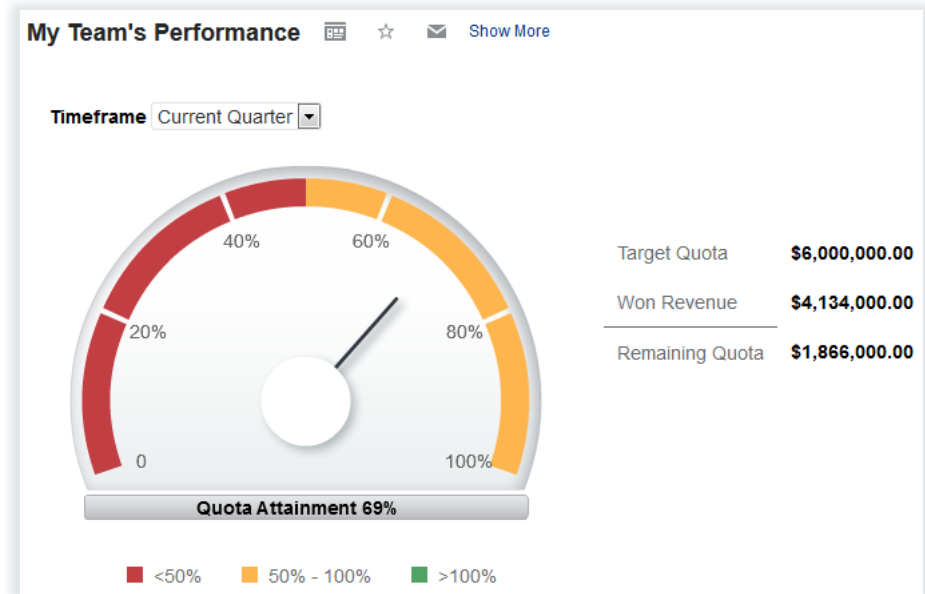 My Team's Performance Show More
Timeframe Current Quarter
40% 60%
20% 80%
0 100%
Quota Attainment 69%
<50% 50% - 100% >100%
Target Quota $6,000,000.00
Won Revenue $4,134,000.00
Remaining Quota $1,866,000.00